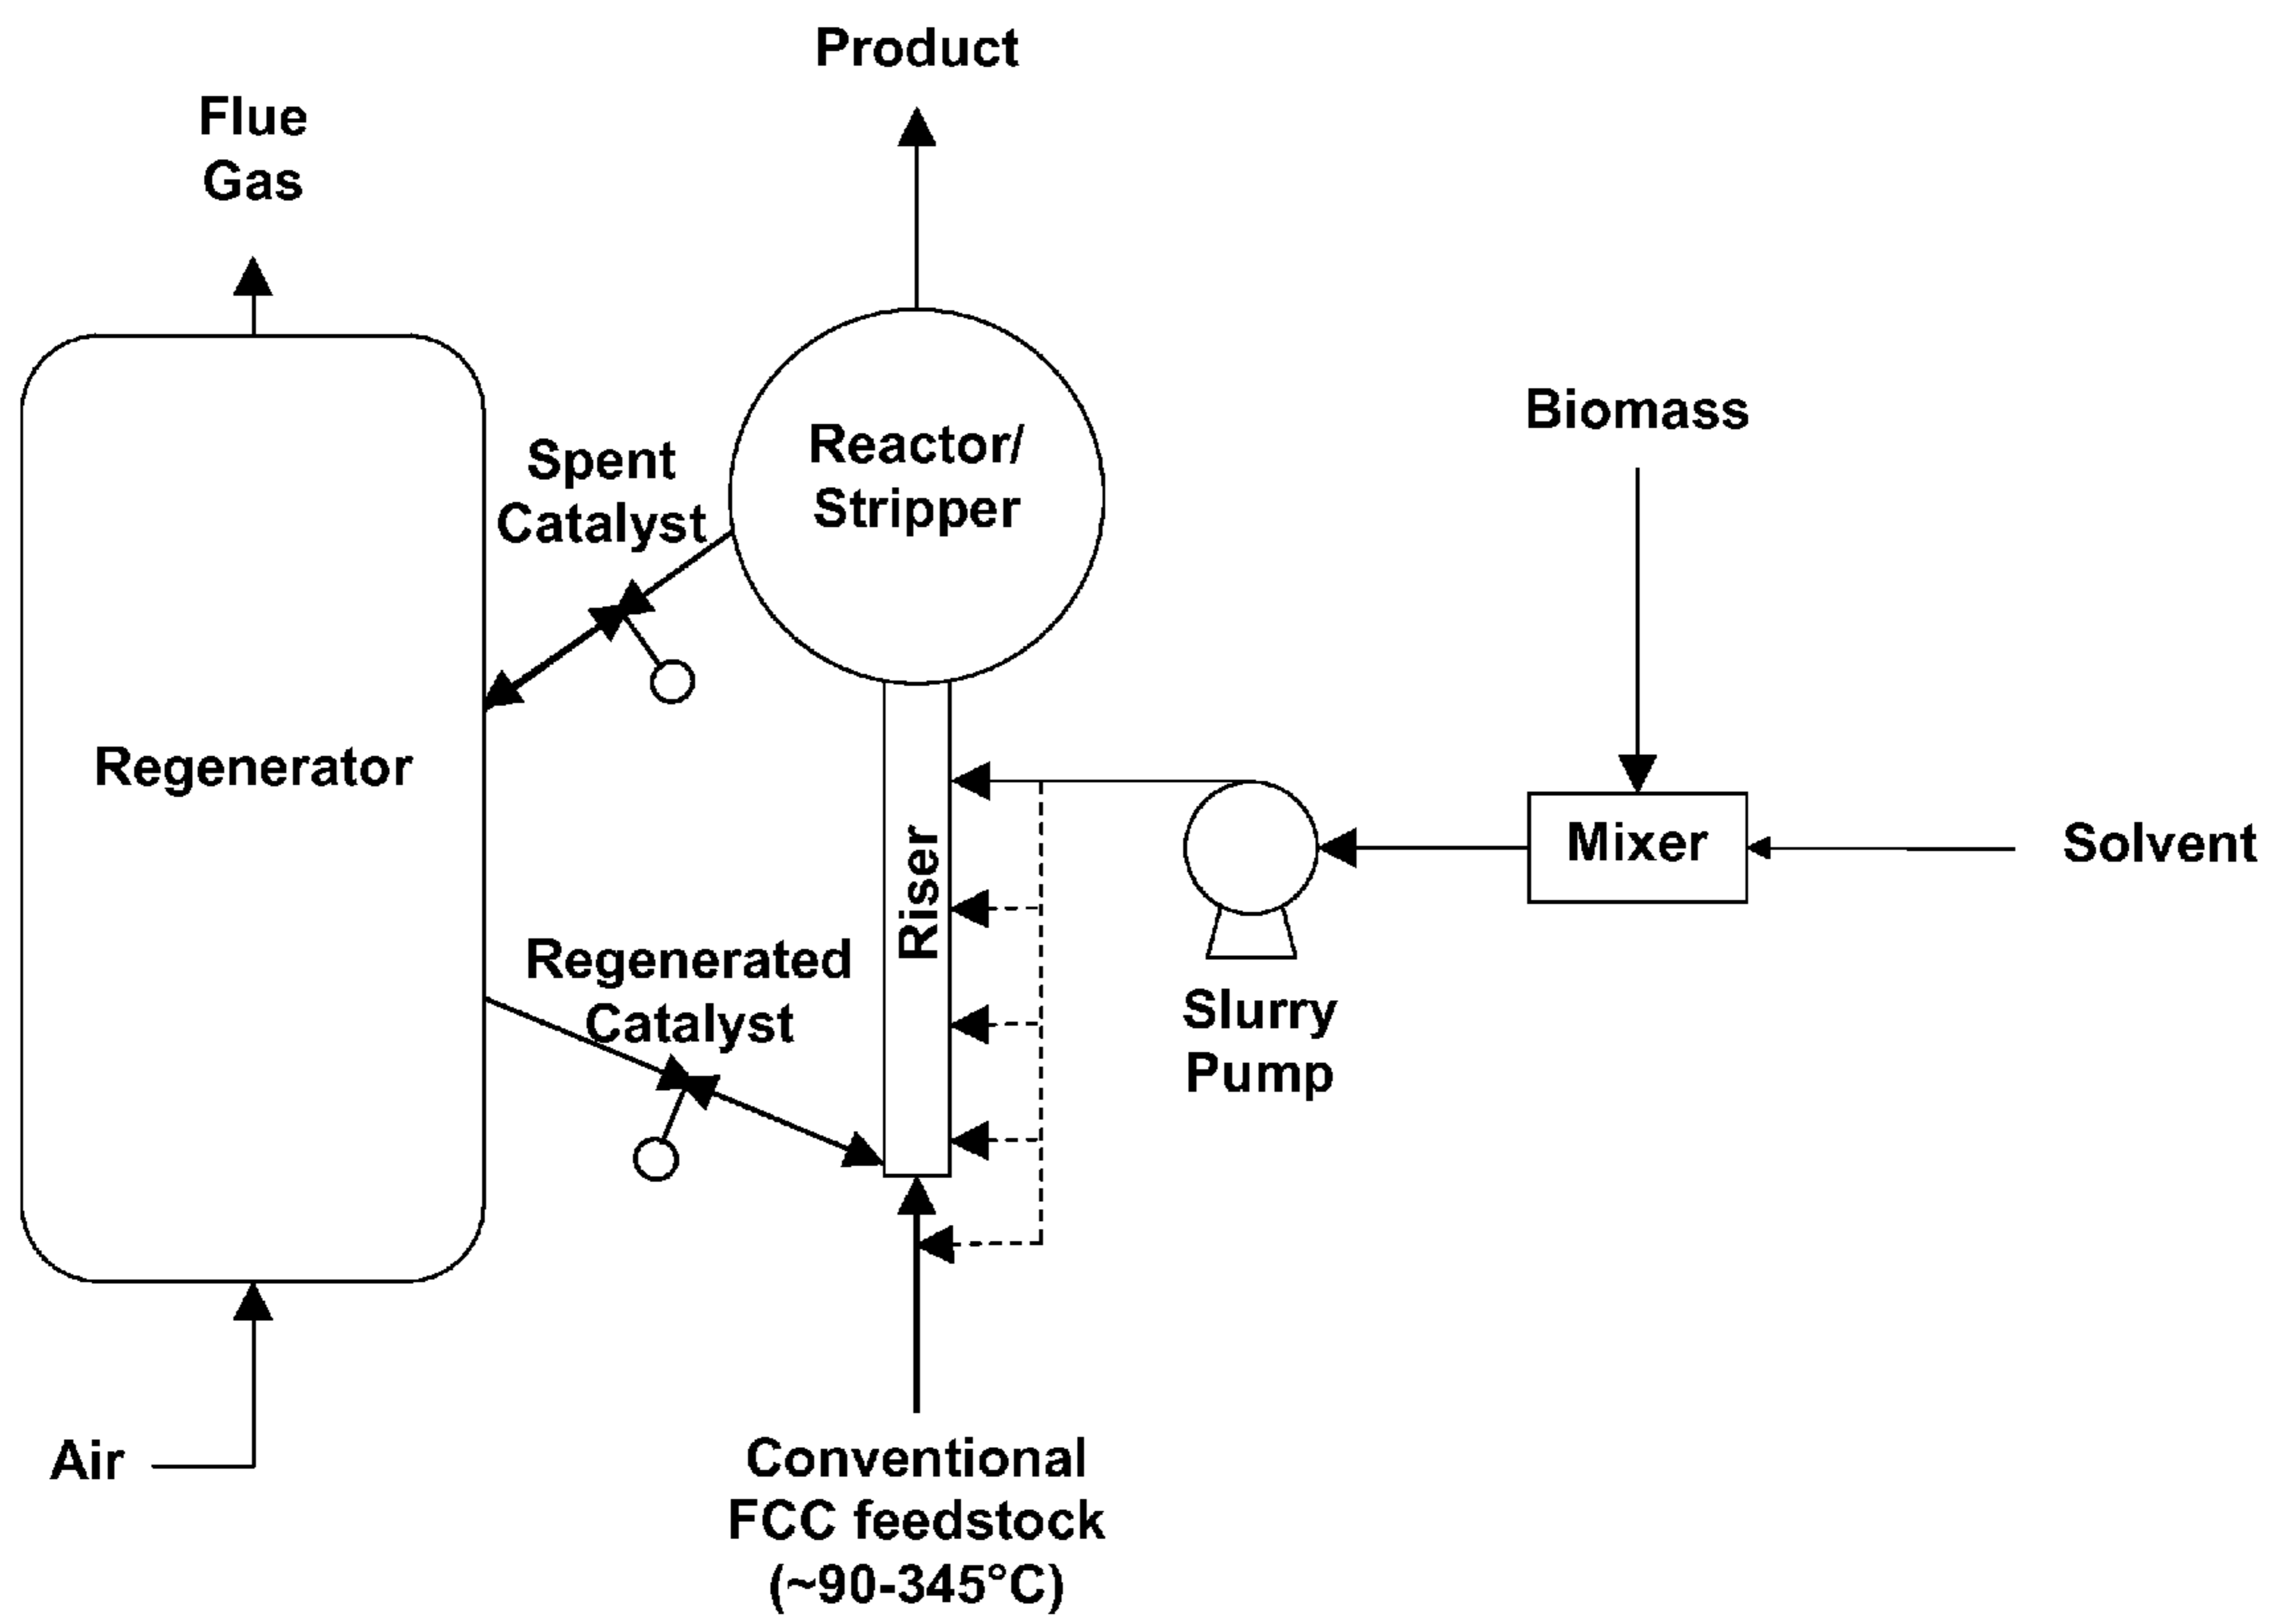 Product
Flue
Gas
Reactor/
Stripper
Biomass
Spent
Catalyst
Regenerator
Mixer
Solvent
Riser
Regenerated
Catalyst
Slurry
Pump
Air
Conventional
FCC feedstock
(~90-345°C)